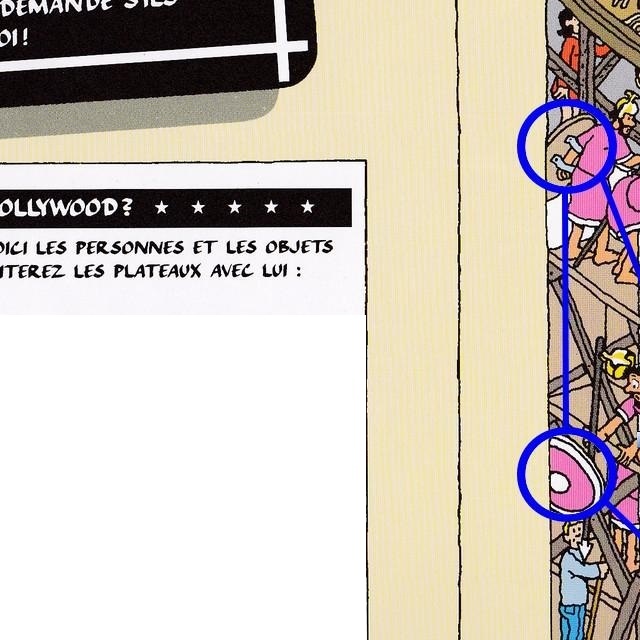 DEMANDE S'ILS
OI!
OLLYWOOD?
OICI LES PERSONNES ET LES OBJETS
ITEREZ LES PLATEAUX AVEC LUI :